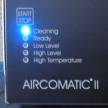 START
STOP
Cleaning
Ready
Low Level
High Level
High Temperature
AIRCOMATIC® II